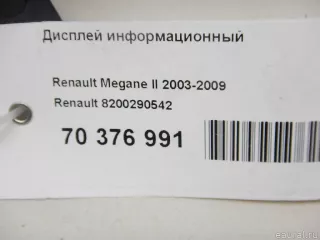 Дисплей информационный
Renault Megane II 2003-2009
Renault 8200290542
70 376 991